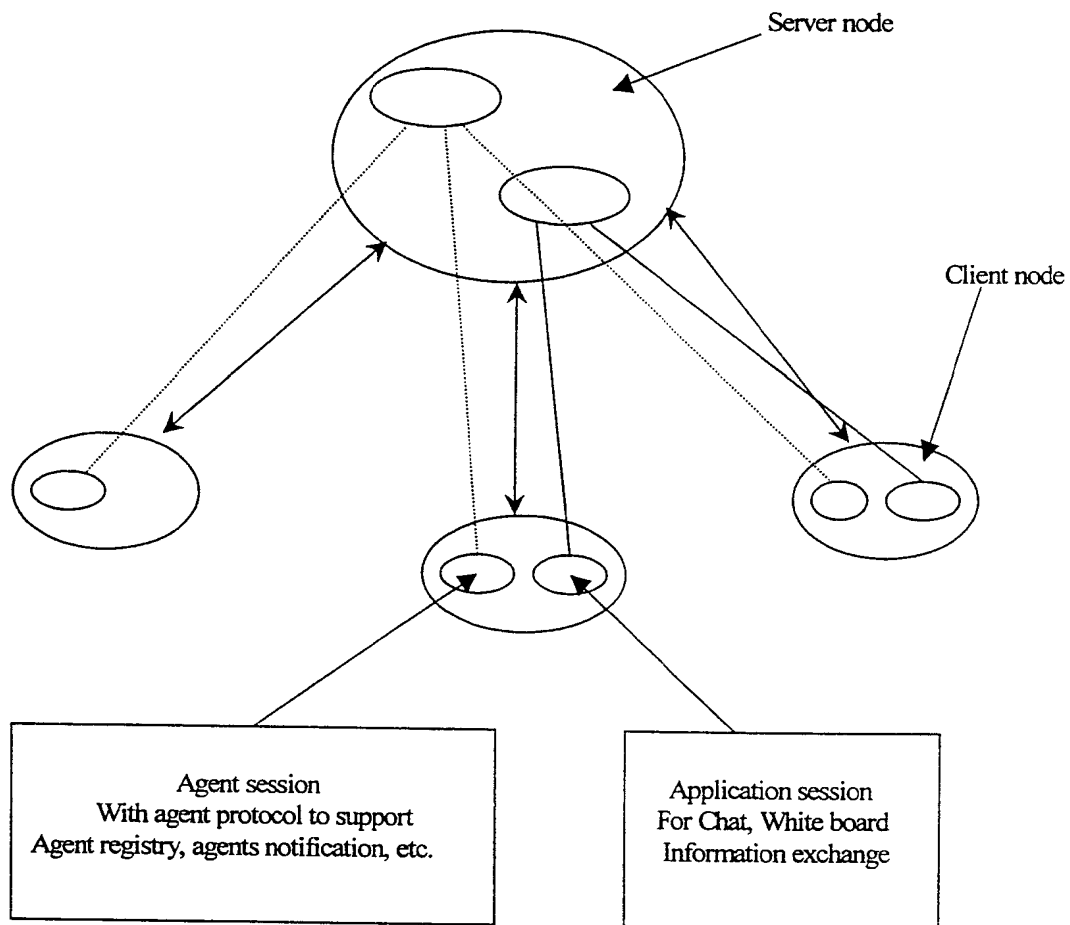 Server node
Client node
Agent session
With agent protocol to support
Agent registry, agents notification, etc.
Application session
For Chat, White board
Information exchange